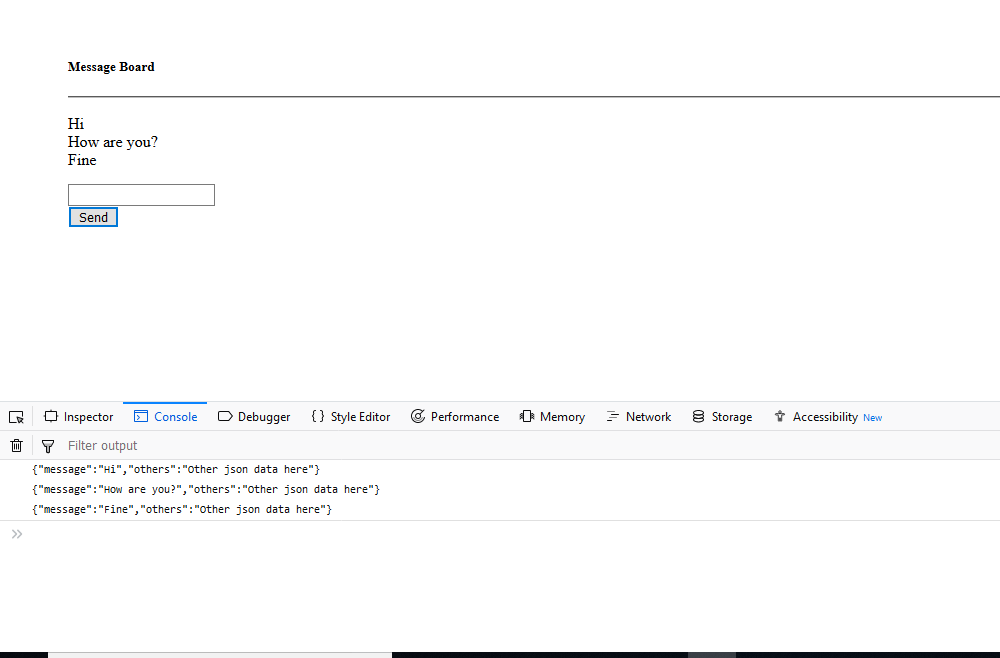 Message Board
Hi
How are you?
Fine
Send
Inspector Console Debugger {} Style Editor Performance Memory Network Storage Accessibility New
Filter output
{"message":"Hi","others":"Other json data here"}
{"message":"How are you?","others":"Other json data here"}
{"message":"Fine","others":"Other json data here"}
»